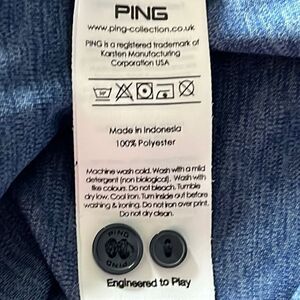 PING
www.ping-collection.co.uk
PING is a registered trademark of
Karsten Manufacturing
Corporation USA
Made in Indonesia
100% Polyester
Machine wash cold. Wash with a mild
detergent (non biological). Wash with
like colours. Do not bleach. Tumble
dry low. Cool iron. Turn inside out before
washing & ironing. Do not iron over print.
Do not dry clean.
PING
PING
PING
Engineered to Play